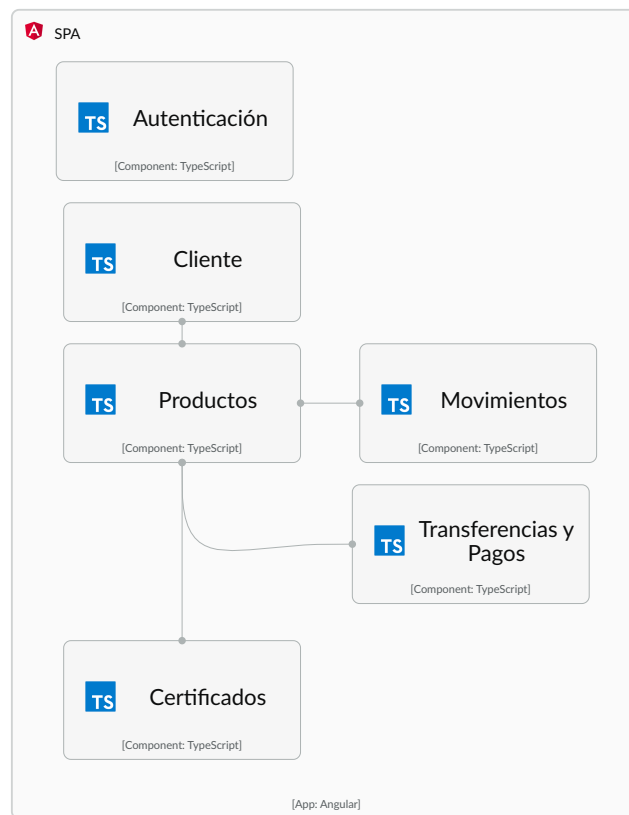 SPA
TS
Autenticación
[Component: TypeScript]
TS
Cliente
[Component: TypeScript]
TS
Productos
[Component: TypeScript]
TS
Movimientos
[Component: TypeScript]
TS
Transferencias y
Pagos
[Component: TypeScript]
TS
Certificados
[Component: TypeScript]
[App: Angular]